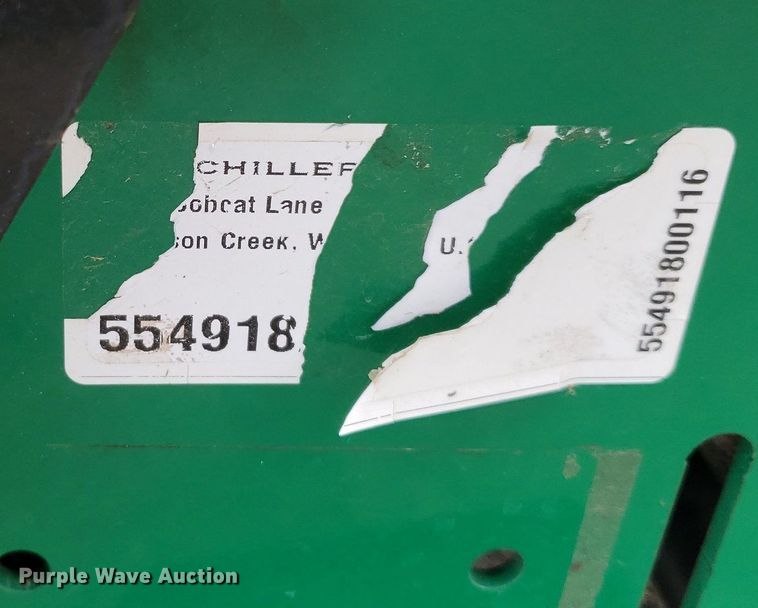 CHILLER
obcat Lane
son Creek, W
U.
554918
55491800116
Purple Wave Auction